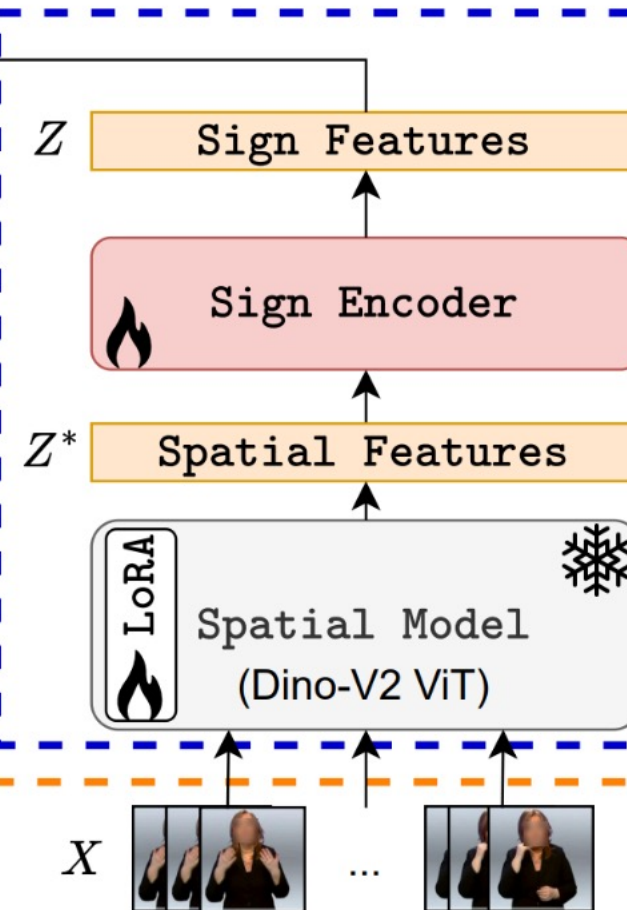 Z
Sign Features
Sign Encoder
Z*
Spatial Features
LoRA
Spatial Model
(Dino-V2 ViT)
X
...